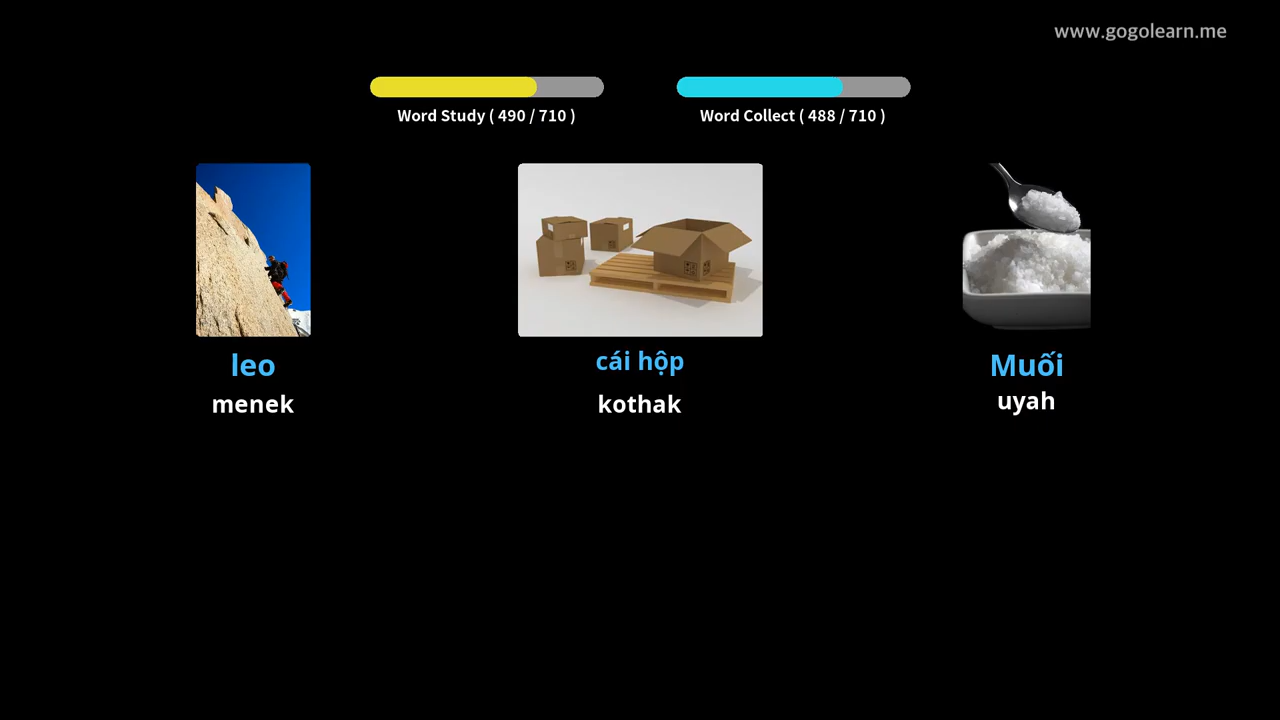 www.gogolearn.me
Word Study ( 490 / 710 )
Word Collect ( 488 / 710 )
leo
menek
cái hộp
kothak
Muối
uyah